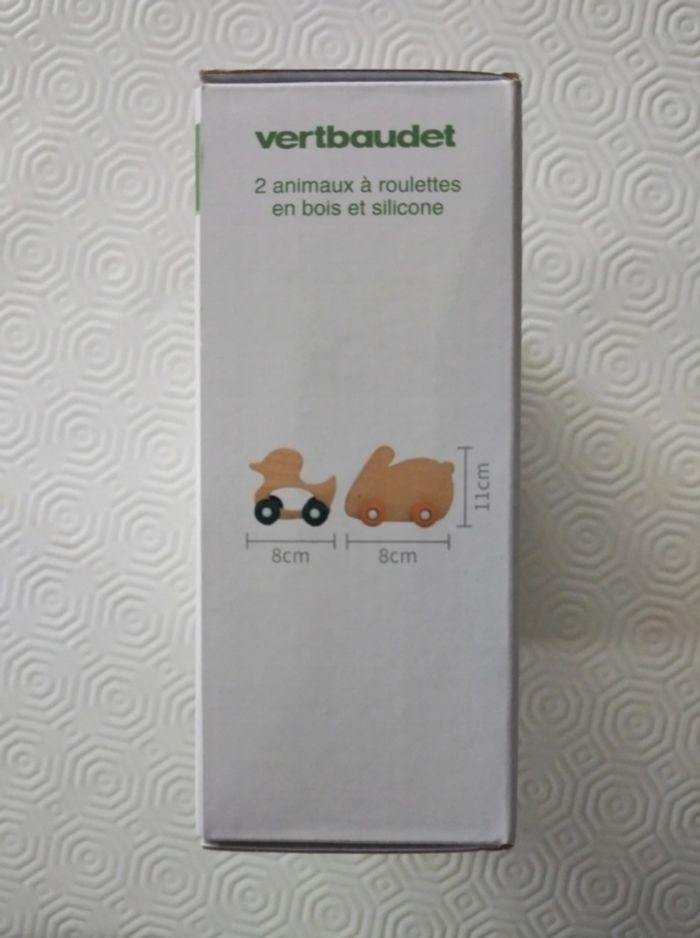 vertbaudet
2 animaux à roulettes
en bois et silicone
11cm
8cm
8cm